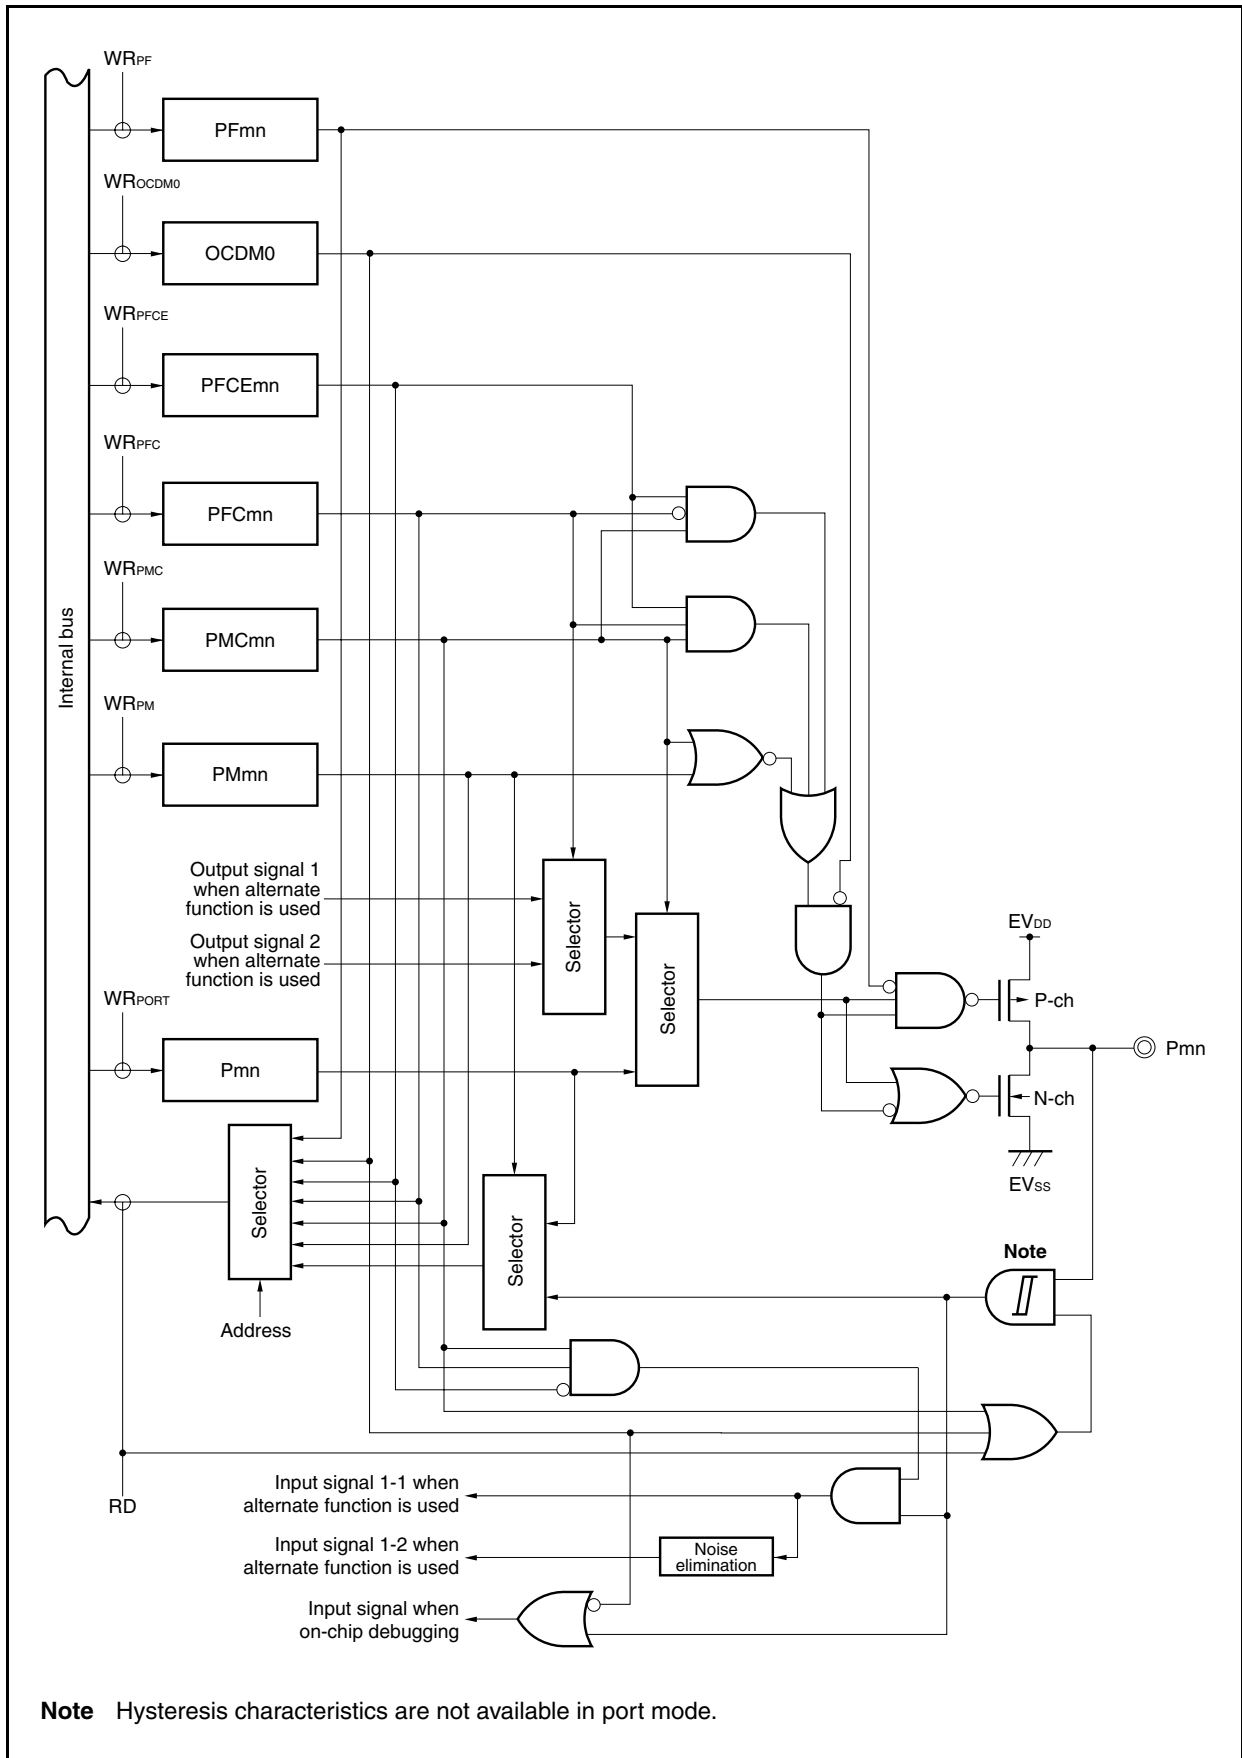 WRPF
PFmn
WROCDM0
OCDM0
WRPFCE
PFCEmn
WRPFC
PFCmn
WRPMC
PMCmn
Internal bus
WRPM
PMmn
Output signal 1
when alternate
function is used
Output signal 2
when alternate
function is used
Selector
Selector
EVDD
P-ch
WRPORT
Pmn
Pmn
N-ch
EVSS
Selector
Selector
Note
Address
RD
Input signal 1-1 when
alternate function is used
Input signal 1-2 when
alternate function is used
Noise
elimination
Input signal when
on-chip debugging
Note Hysteresis characteristics are not available in port mode.